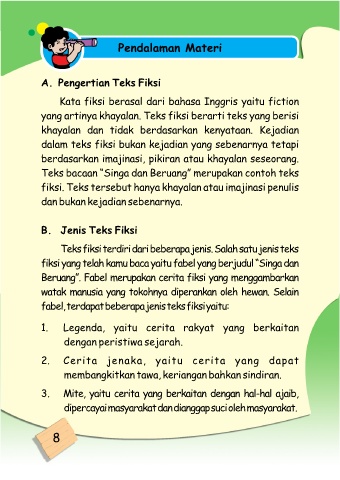 Pendalaman Materi
A. Pengertian Teks Fiksi
Kata fiksi berasal dari bahasa Inggris yaitu fiction
yang artinya khayalan. Teks fiksi berarti teks yang berisi
khayalan dan tidak berdasarkan kenyataan. Kejadian
dalam teks fiksi bukan kejadian yang sebenarnya tetapi
berdasarkan imajinasi, pikiran atau khayalan seseorang.
Teks bacaan “Singa dan Beruang” merupakan contoh teks
fiksi. Teks tersebut hanya khayalan atau imajinasi penulis
dan bukan kejadian sebenarnya.
B. Jenis Teks Fiksi
Teks fiksi terdiri dari beberapa jenis. Salah satu jenis teks
fiksi yang telah kamu baca yaitu fabel yang berjudul “Singa dan
Beruang”. Fabel merupakan cerita fiksi yang menggambarkan
watak manusia yang tokohnya diperankan oleh hewan. Selain
fabel, terdapat beberapa jenis teks fiksi yaitu:
1. Legenda, yaitu cerita rakyat yang berkaitan
dengan peristiwa sejarah.
2. Cerita jenaka, yaitu cerita yang dapat
membangkitkan tawa, keriangan bahkan sindiran.
3. Mite, yaitu cerita yang berkaitan dengan hal-hal ajaib,
dipercayai masyarakat dan dianggap suci oleh masyarakat.
8